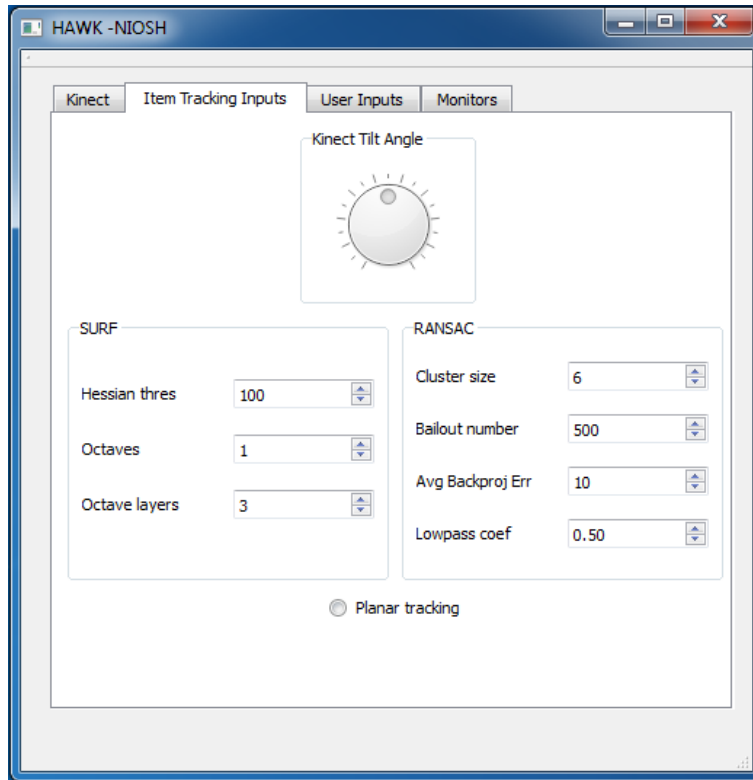 HAWK -NIOSH
Kinect Item Tracking Inputs User Inputs Monitors
Kinect Tilt Angle
SURF
Hessian thres 100
Octaves 1
Octave layers 3
RANSAC
Cluster size 6
Bailout number 500
Avg Backproj Err 10
Lowpass coef 0.50
Planar tracking